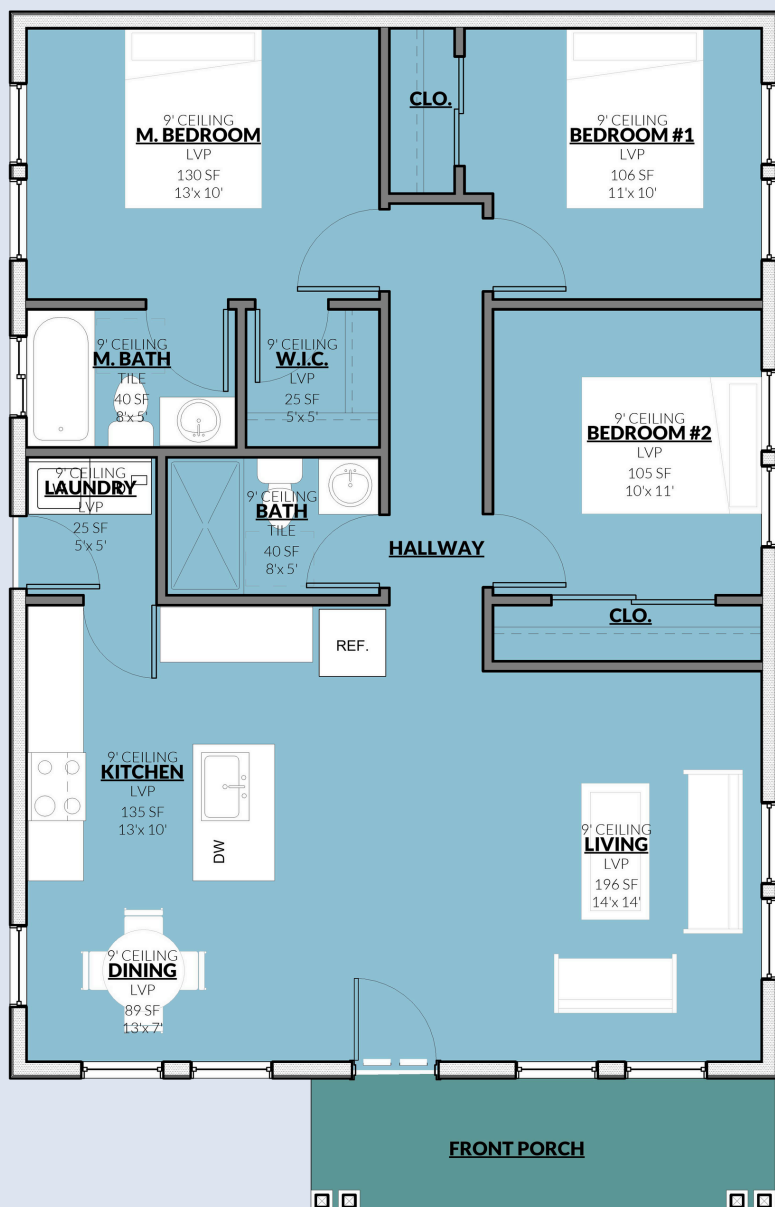 CLO.
9' CEILING
M. BEDROOM
LVP
130 SF
13'x 10'
9' CEILING
BEDROOM #1
LVP
106 SF
11'x 10'
9' CEILING
M. BATH
TILE
40 SF
8'x 5'
9' CEILING
W.I.C.
LVP
25 SF
5'x 5'
9' CEILING
BEDROOM #2
LVP
105 SF
10'x 11'
9' CEILING
LAUNDRY
LVP
25 SF
5'x 5'
9' CEILING
BATH
TILE
40 SF
8'x 5'
HALLWAY
CLO.
REF.
9' CEILING
KITCHEN
LVP
135 SF
13'x 10'
DW
9' CEILING
LIVING
LVP
196 SF
14'x 14'
9' CEILING
DINING
LVP
89 SF
13'x 7'
FRONT PORCH